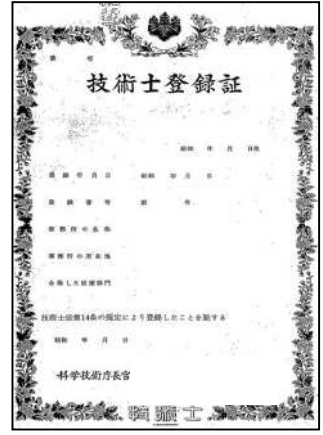 第 号
技術士登録証
昭和 年 月 日生
登録年月日 昭和 年 月 日
登録番号 第 号
事務所の名称
事務所の所在地
合格した技術部門
技術士法第14条の規定により登録したことを証する
昭和 年 月 日
科学技術庁長官
技術士